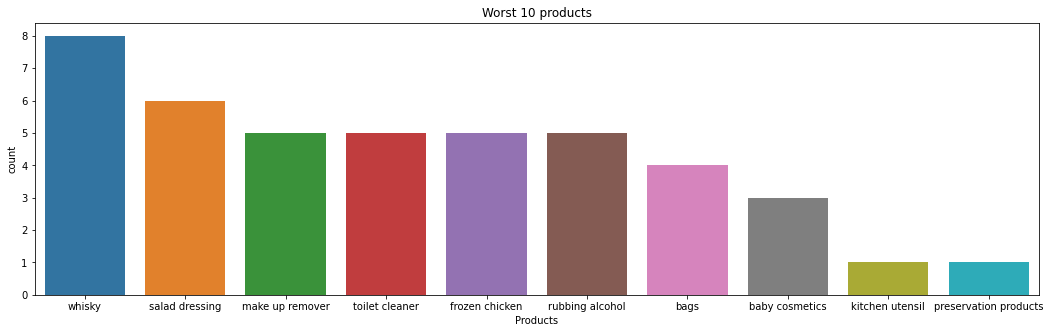 Worst 10 products
count
8
7
6
5
4
3
2
1
0
whisky salad dressing make up remover toilet cleaner frozen chicken rubbing alcohol bags baby cosmetics kitchen utensil preservation products
Products